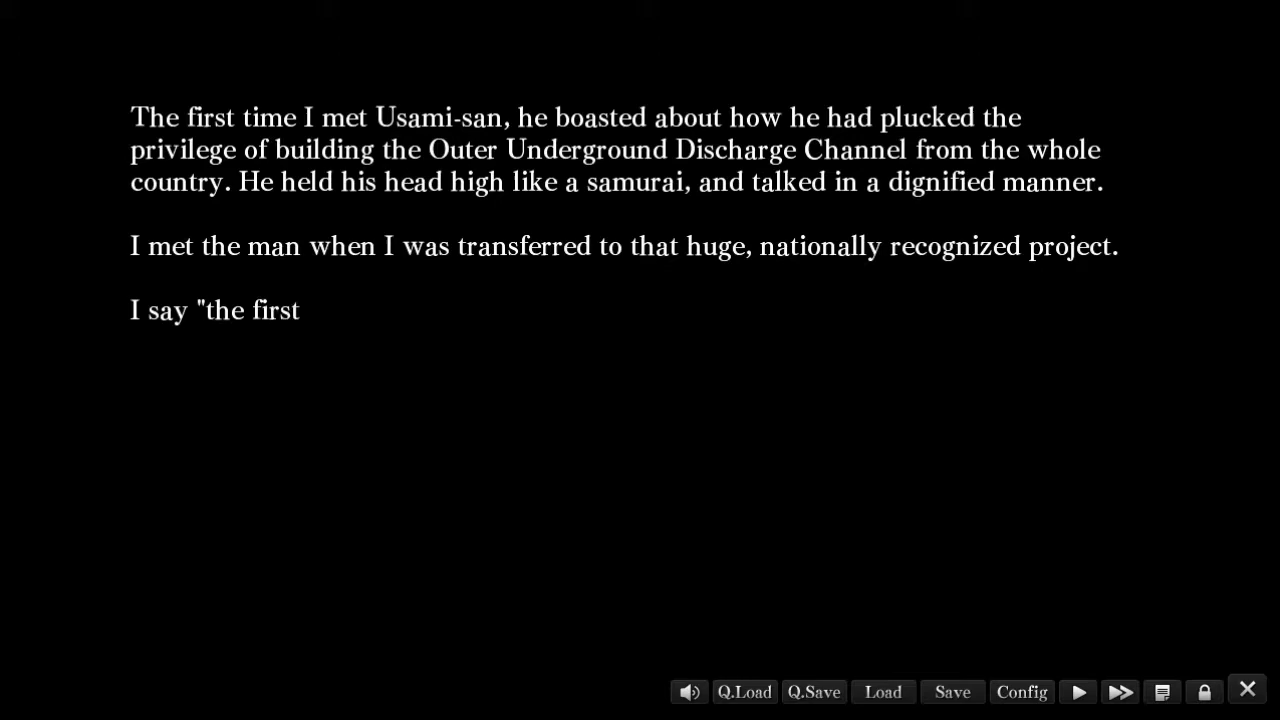 The first time I met Usami-san, he boasted about how he had plucked the
privilege of building the Outer Underground Discharge Channel from the whole
country. He held his head high like a samurai, and talked in a dignified manner.
I met the man when I was transferred to that huge, nationally recognized project.
I say "the first
Q.Load Q.Save Load Save Config